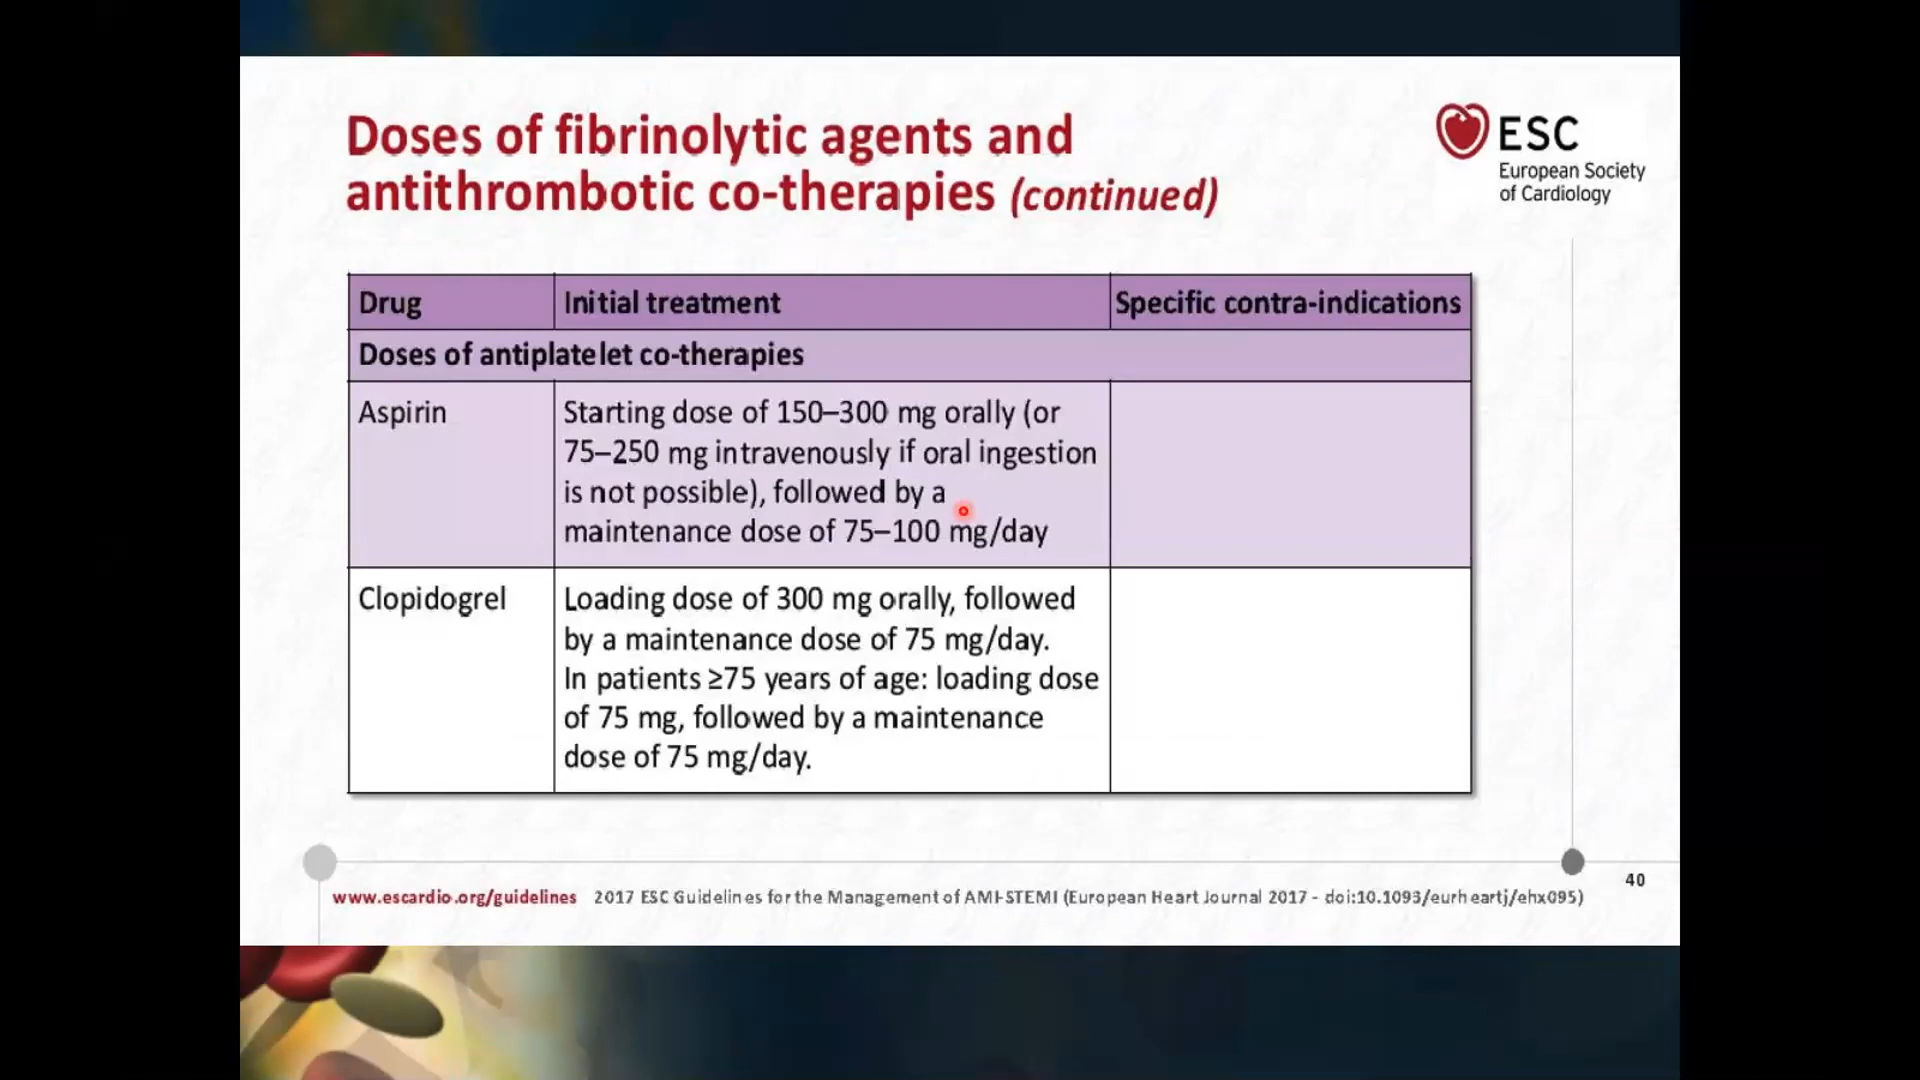 Doses of fibrinolytic agents and
antithrombotic co-therapies (continued)
ESC
European Society
of Cardiology
Drug Initial treatment Specific contra-indications
Doses of antiplatelet co-therapies
Aspirin
Starting dose of 150–300 mg orally (or
75–250 mg intravenously if oral ingestion
is not possible), followed by a
maintenance dose of 75–100 mg/day
Clopidogrel
Loading dose of 300 mg orally, followed
by a maintenance dose of 75 mg/day.
In patients ≥75 years of age: loading dose
of 75 mg, followed by a maintenance
dose of 75 mg/day.
40
www.escardio.org/guidelines 2017 ESC Guidelines for the Management of AMI-STEMI (European Heart Journal 2017 - doi:10.1093/eurheartj/ehx095)